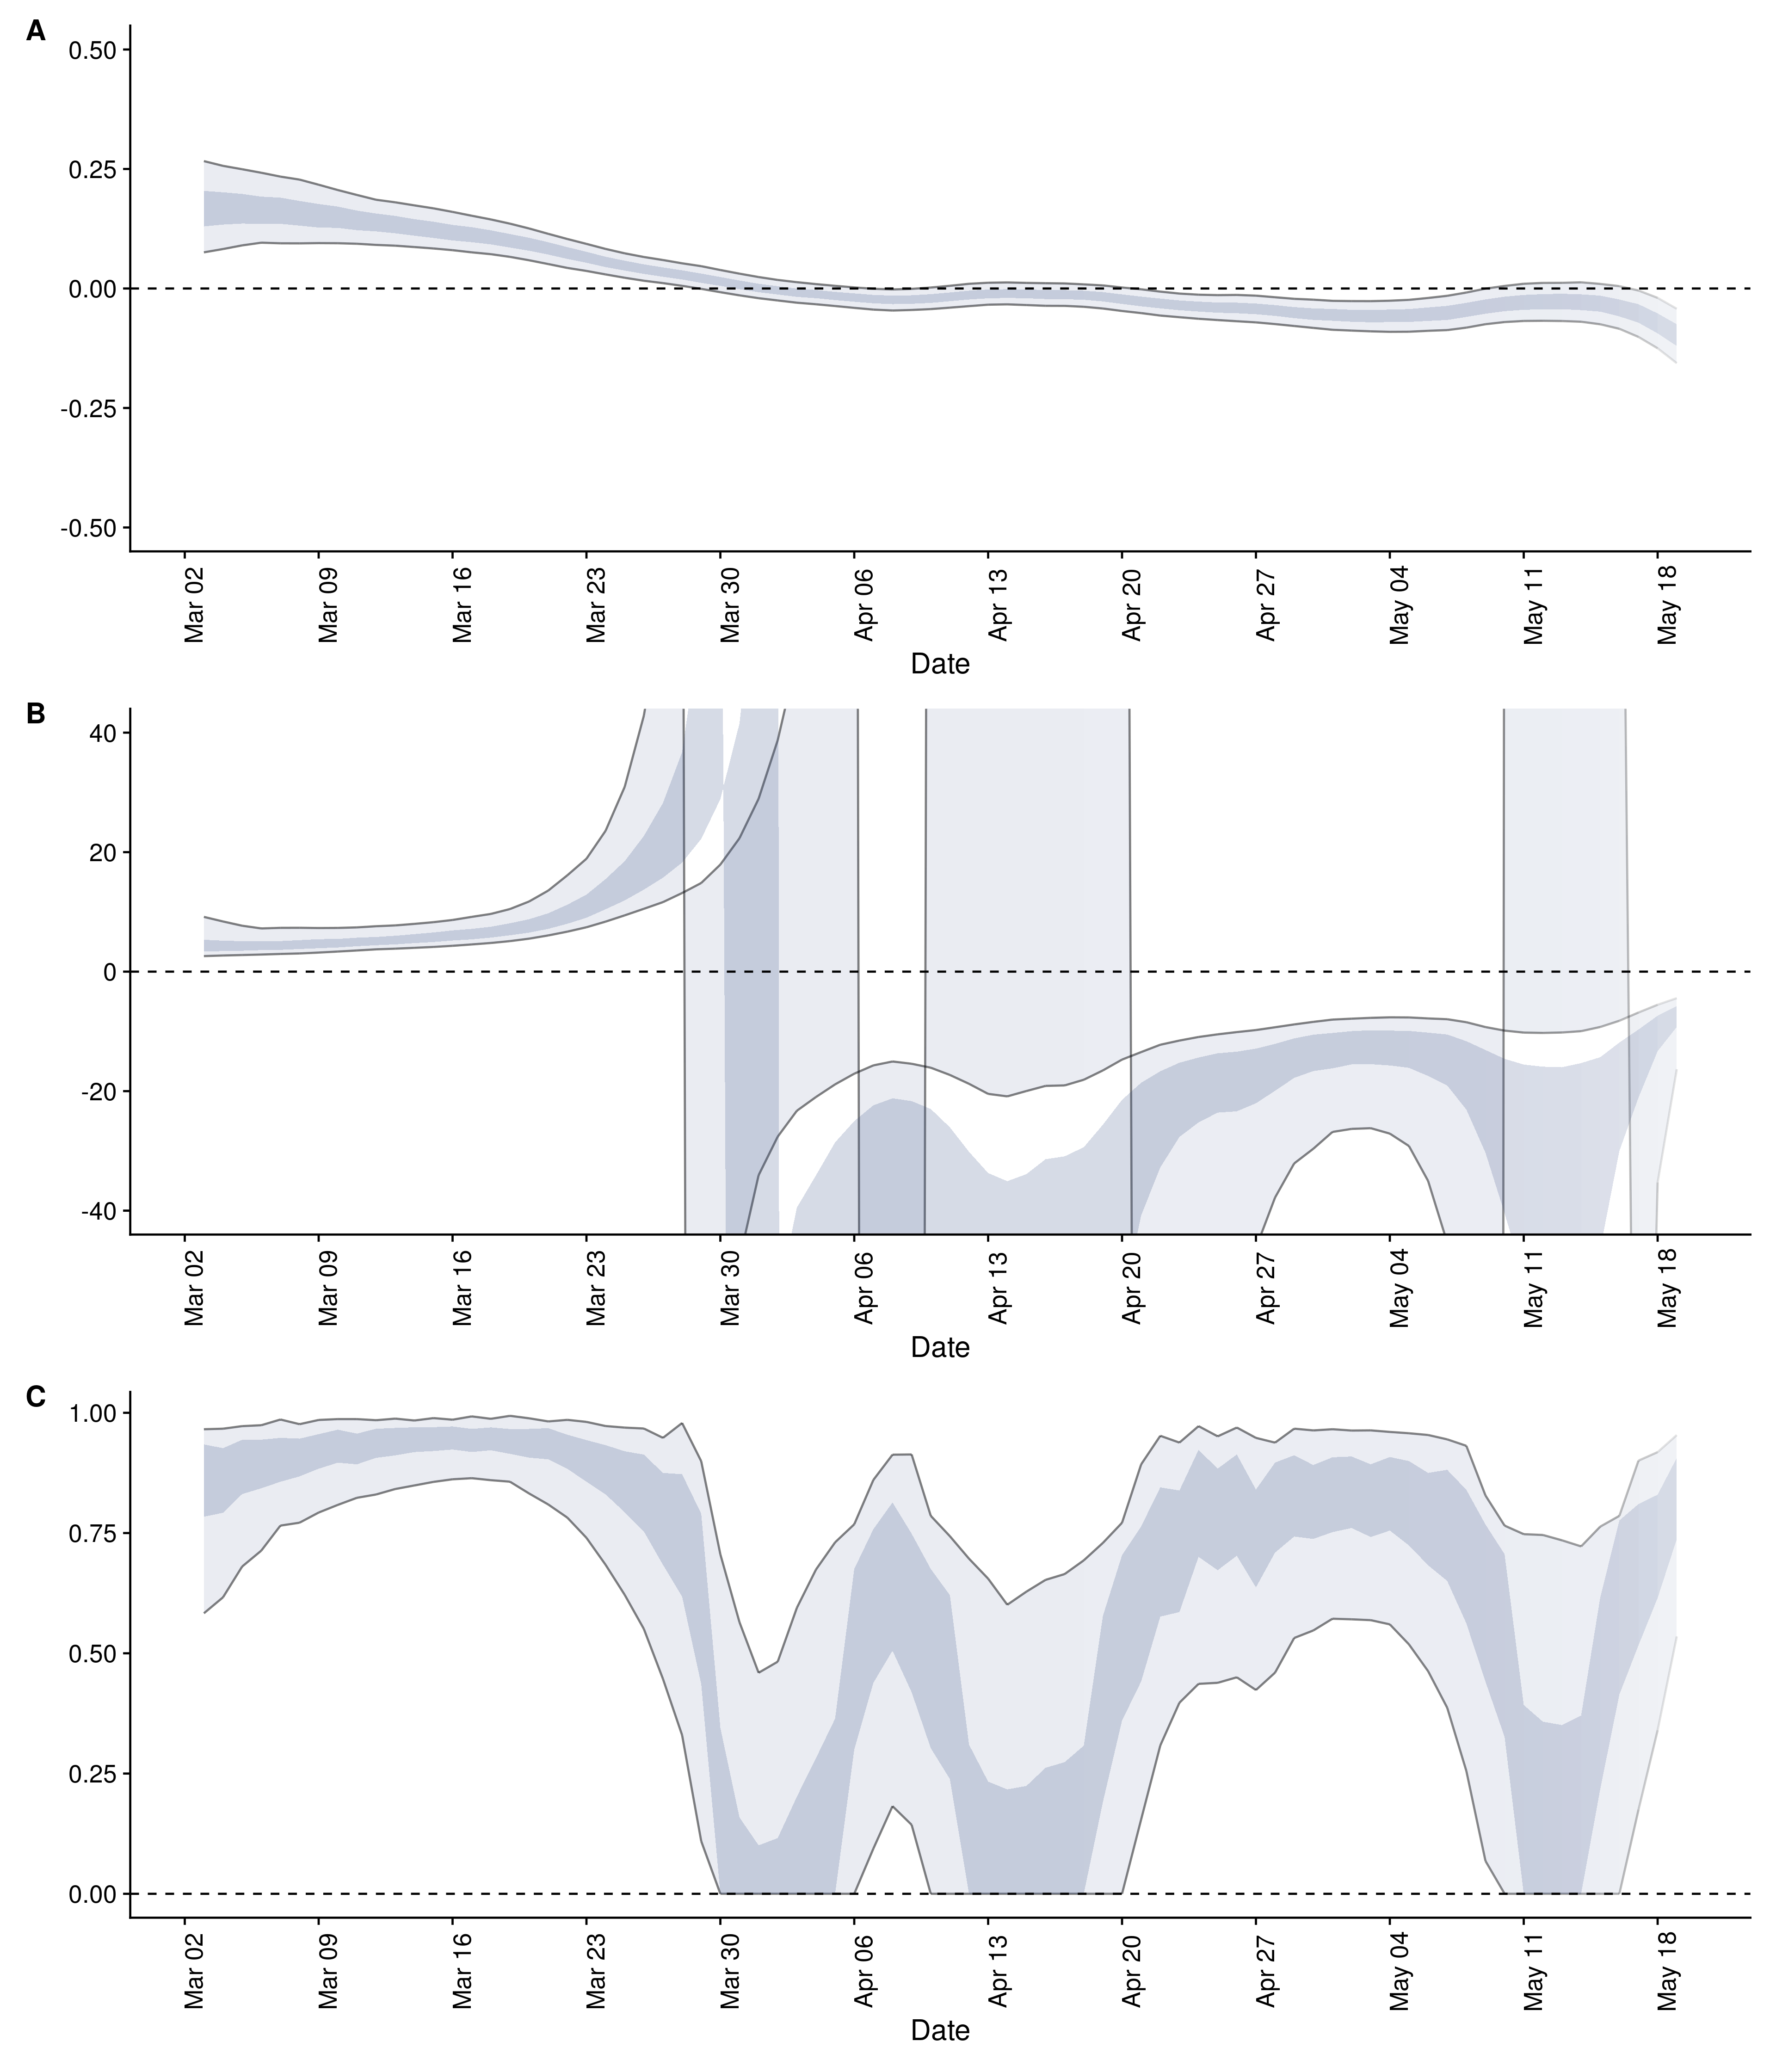 A
0.50
0.25
0.00
-0.25
-0.50
Mar 02
Mar 09
Mar 16
Mar 23
Mar 30
Apr 06
Apr 13
Apr 20
Apr 27
May 04
May 11
May 18
Date
B
40
20
0
-20
-40
Mar 02
Mar 09
Mar 16
Mar 23
Mar 30
Apr 06
Apr 13
Apr 20
Apr 27
May 04
May 11
May 18
Date
C
1.00
0.75
0.50
0.25
0.00
Mar 02
Mar 09
Mar 16
Mar 23
Mar 30
Apr 06
Apr 13
Apr 20
Apr 27
May 04
May 11
May 18
Date